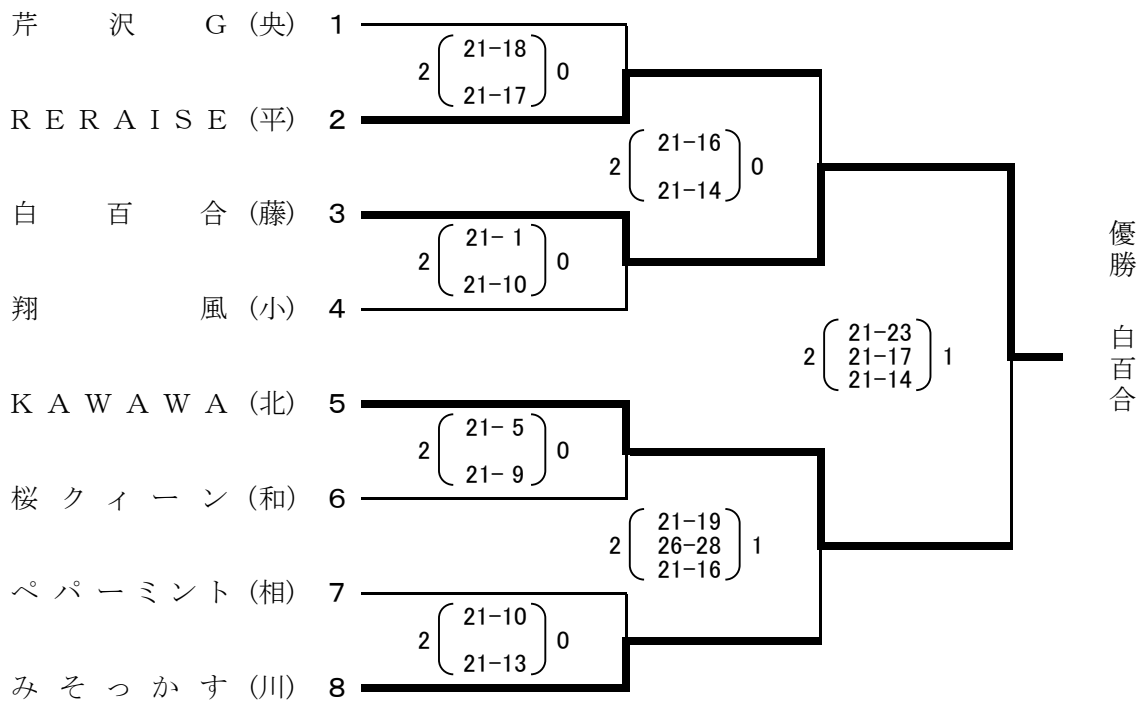 芹沢G (央) 1
2 21-18 0
21-17
RERAISE (平) 2
2 21-16 0
21-14
白百合 (藤) 3
2 21- 1 0
21-10
翔風 (小) 4
優勝 白百合
2 21-23 1
21-17
21-14
KAWAWA (北) 5
2 21- 5 0
21- 9
桜クィーン (和) 6
2 21-19 1
26-28
21-16
ペパーミント (相) 7
2 21-10 0
21-13
みそっかす (川) 8